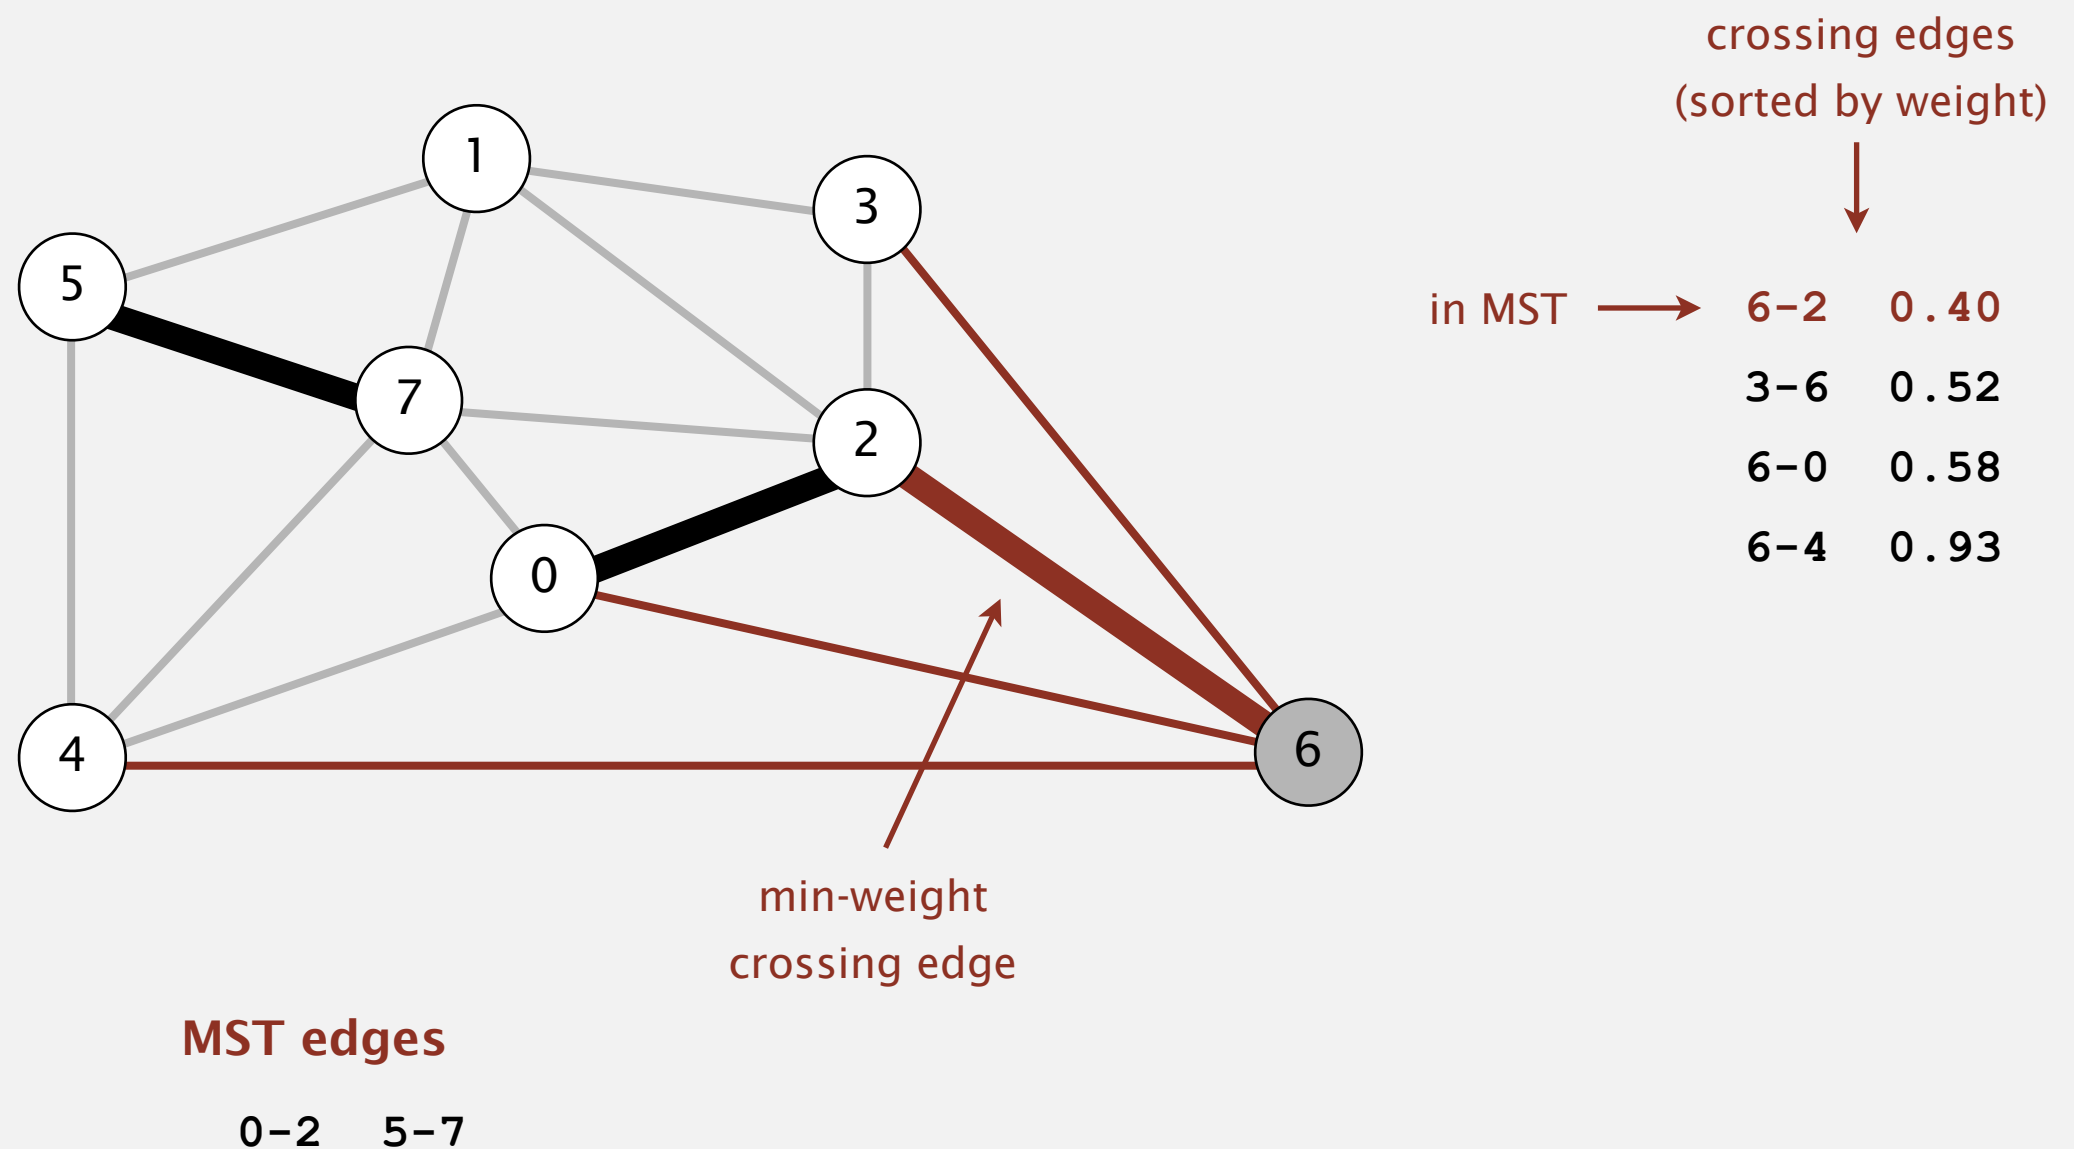 crossing edges
(sorted by weight)
1
3
5
in MST
6-2 0.40
3-6 0.52
7
2
6-0 0.58
0
6-4 0.93
4
6
min-weight
crossing edge
MST edges
0-2 5-7